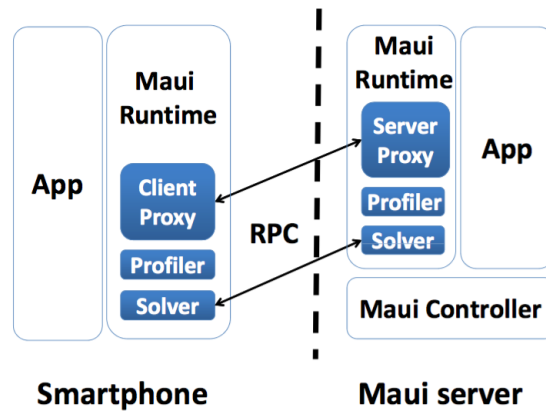 App
Maui
Runtime
Client
Proxy
Profiler
Solver
RPC
Maui
Runtime
Server
Proxy
Profiler
Solver
App
Maui Controller
Smartphone
Maui server